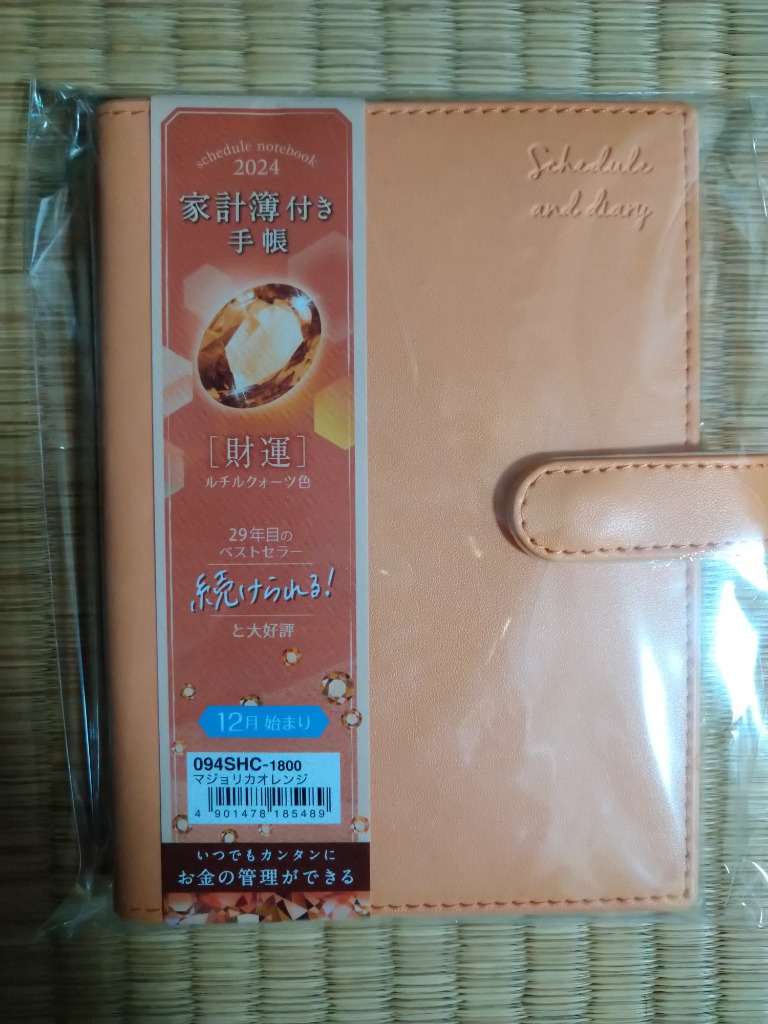 schedule notebook
2024
家計簿付き
手帳
[財運]
ルチルクォーツ色
29年目の
ベストセラー
続けられる!
と大好評
12月 始まり
094SHC-1800
マジョリカオレンジ
4 901478 185489
いつでもカンタンに
お金の管理ができる
Schedule
and diary